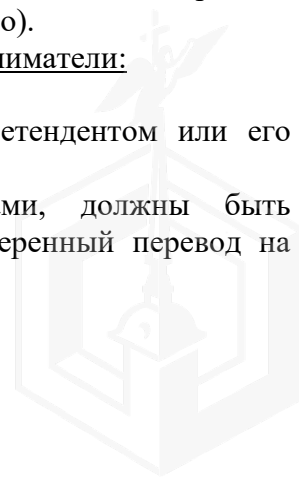 о).
ниматели:
етендентом или его
ми, должны быть
еренный перевод на